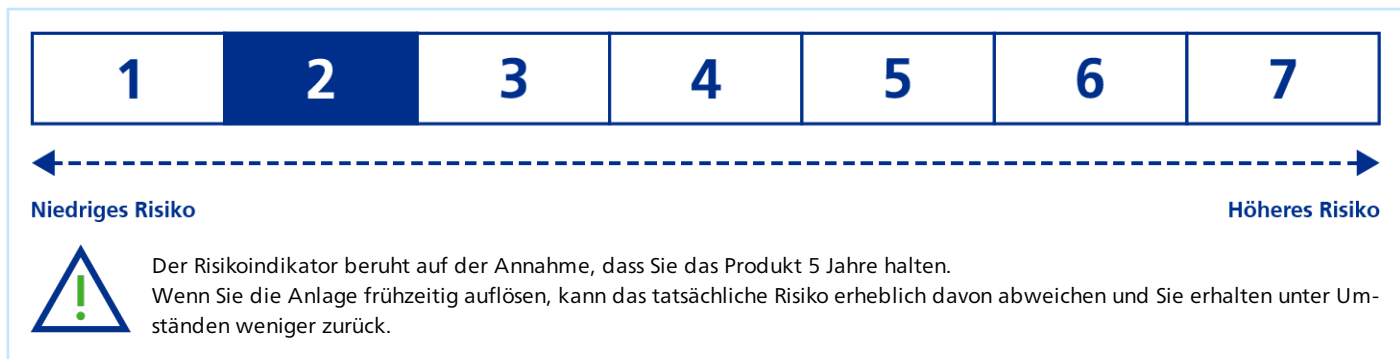 1 2 3 4 5 6 7
Niedriges Risiko Höheres Risiko
Der Risikoindikator beruht auf der Annahme, dass Sie das Produkt 5 Jahre halten.
Wenn Sie die Anlage frühzeitig auflösen, kann das tatsächliche Risiko erheblich davon abweichen und Sie erhalten unter Um-
ständen weniger zurück.